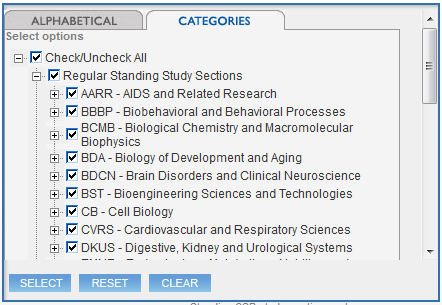 ALPHABETICAL CATEGORIES
Select options
Check/Uncheck All
Regular Standing Study Sections
AARR - AIDS and Related Research
BBBP - Biobehavioral and Behavioral Processes
BCMB - Biological Chemistry and Macromolecular
Biophysics
BDA - Biology of Development and Aging
BDCN - Brain Disorders and Clinical Neuroscience
BST - Bioengineering Sciences and Technologies
CB - Cell Biology
CVRS - Cardiovascular and Respiratory Sciences
DKUS - Digestive, Kidney and Urological Systems
SELECT RESET CLEAR